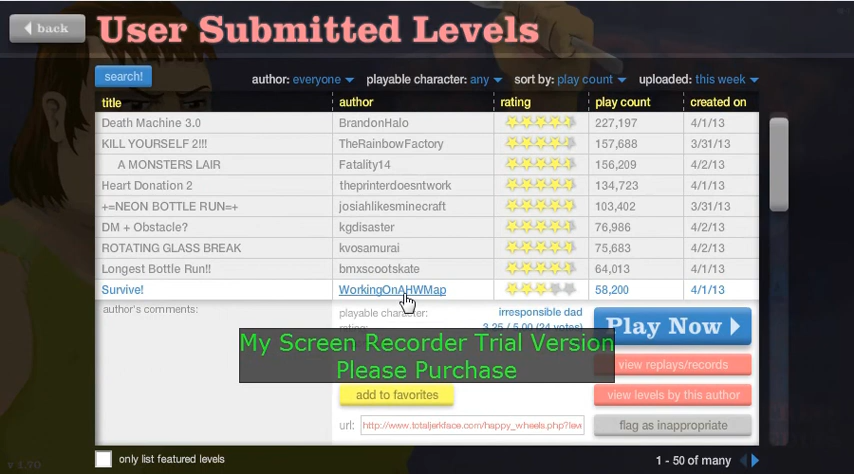 back
User Submitted Levels
search!
author: everyone playable character: any sort by: play count uploaded: this week
title author rating play count created on
Death Machine 3.0 BrandonHalo 227,197 4/1/13
KILL YOURSELF 2!!! TheRainbowFactory 157,688 3/31/13
A MONSTERS LAIR Fatality14 156,209 4/2/13
Heart Donation 2 theprinterdoesntwork 134,723 4/1/13
+=NEON BOTTLE RUN=+ josiahlikesminecraft 103,402 3/31/13
DM + Obstacle? kgdisaster 76,986 4/2/13
ROTATING GLASS BREAK kvosamurai 75,683 4/2/13
Longest Bottle Run!! bmxscootskate 64,013 4/1/13
Survive! WorkingOnAHWMap 58,200 4/1/13
author's comments:
playable character: irresponsible dad
rating: 3.25 / 5.00 (24 votes)
Play Now
My Screen Recorder Trial Version
Please Purchase
view replays/records
add to favorites
view levels by this author
url: http://www.totaljerkface.com/happy_wheels.php?leve
flag as inappropriate
only list featured levels
1 - 50 of many
v 1.70